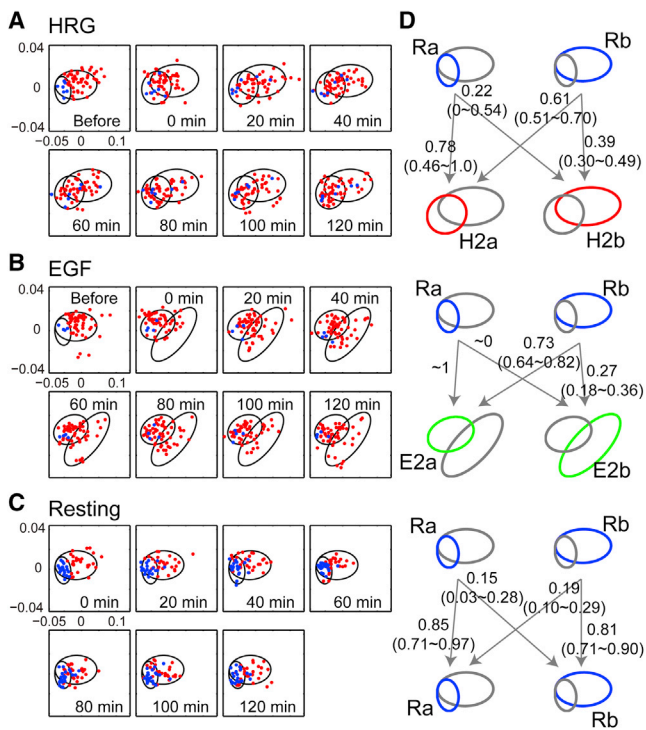 A HRG
0.04
0
−0.04
Before
0 min
20 min
40 min
−0.05 0 0.1
60 min
80 min
100 min
120 min
B EGF
0.04
0
−0.04
Before
0 min
20 min
40 min
−0.05 0 0.1
60 min
80 min
100 min
120 min
C Resting
0.04
0
−0.04
0 min
20 min
40 min
60 min
−0.05 0 0.1
80 min
100 min
120 min
D
Ra Rb
0.22
(0~0.54)
0.61
(0.51~0.70)
0.78
(0.46~1.0)
0.39
(0.30~0.49)
H2a H2b
Ra Rb
~0
0.73
(0.64~0.82)
~1
0.27
(0.18~0.36)
E2a E2b
Ra Rb
0.15
(0.03~0.28)
0.19
(0.10~0.29)
0.85
(0.71~0.97)
0.81
(0.71~0.90)
Ra Rb